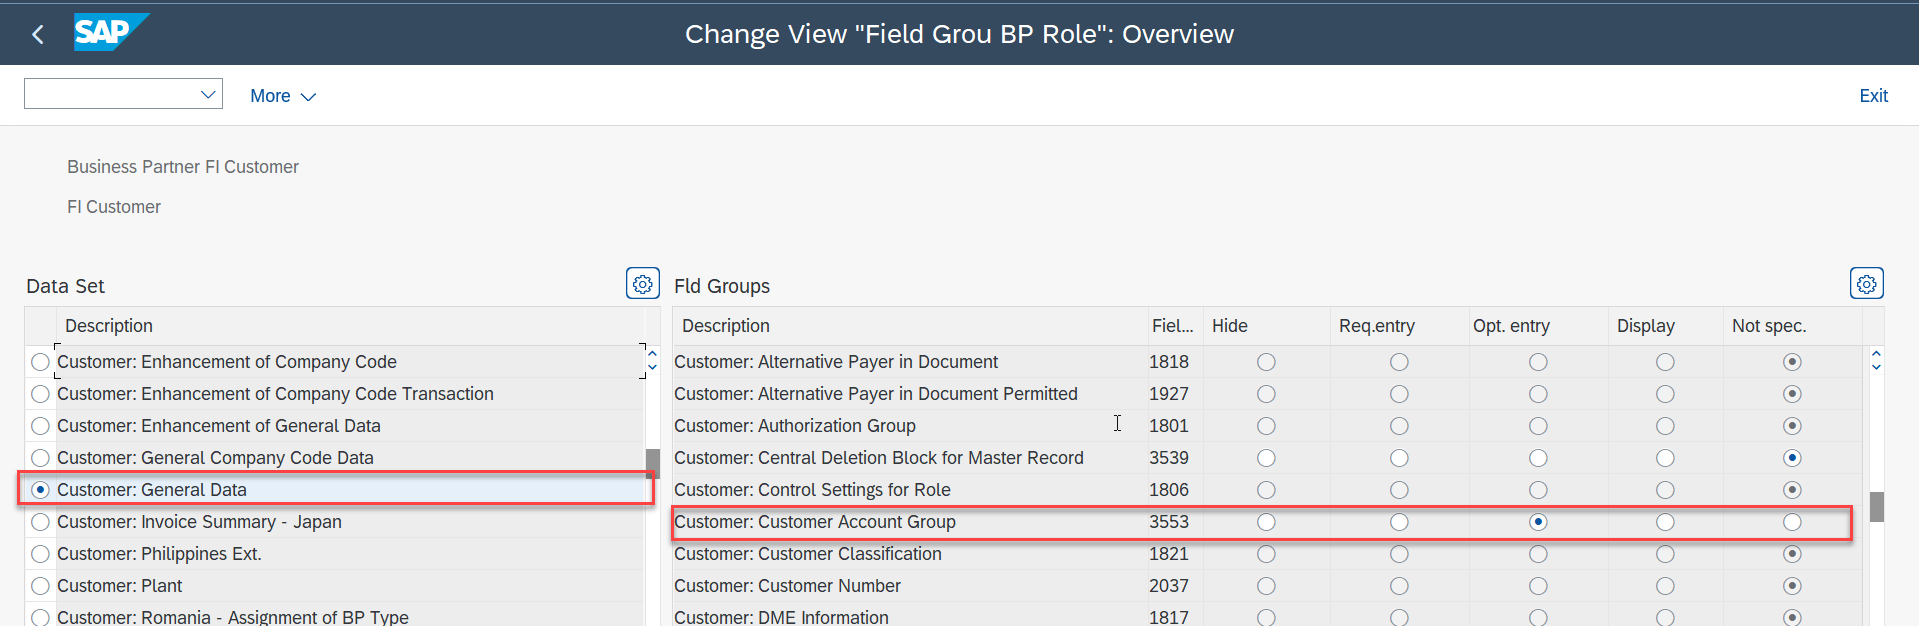 SAP
Change View "Field Grou BP Role": Overview
More
Exit
Business Partner FI Customer
FI Customer
Data Set
Fld Groups
Description
Description Fiel... Hide Req.entry Opt. entry Display Not spec.
Customer: Enhancement of Company Code
Customer: Alternative Payer in Document 1818
Customer: Enhancement of Company Code Transaction
Customer: Alternative Payer in Document Permitted 1927
Customer: Enhancement of General Data
Customer: Authorization Group 1801
Customer: General Company Code Data
Customer: Central Deletion Block for Master Record 3539
Customer: General Data
Customer: Control Settings for Role 1806
Customer: Invoice Summary - Japan
Customer: Customer Account Group 3553
Customer: Philippines Ext.
Customer: Customer Classification 1821
Customer: Plant
Customer: Customer Number 2037
Customer: Romania - Assignment of BP Type
Customer: DME Information 1817